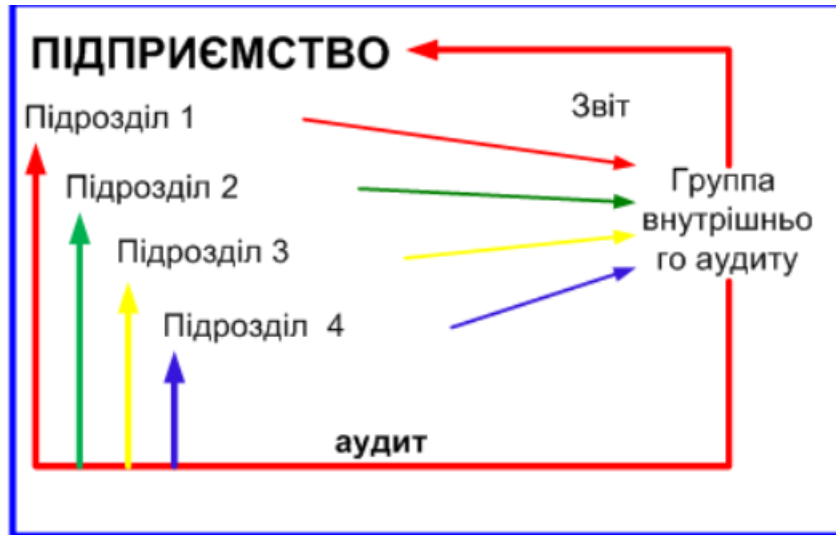 ПІДПРИЄМСТВО
Звіт
Підрозділ 1
Підрозділ 2
Підрозділ 3
Підрозділ 4
Группа
внутрішньо
го аудиту
аудит